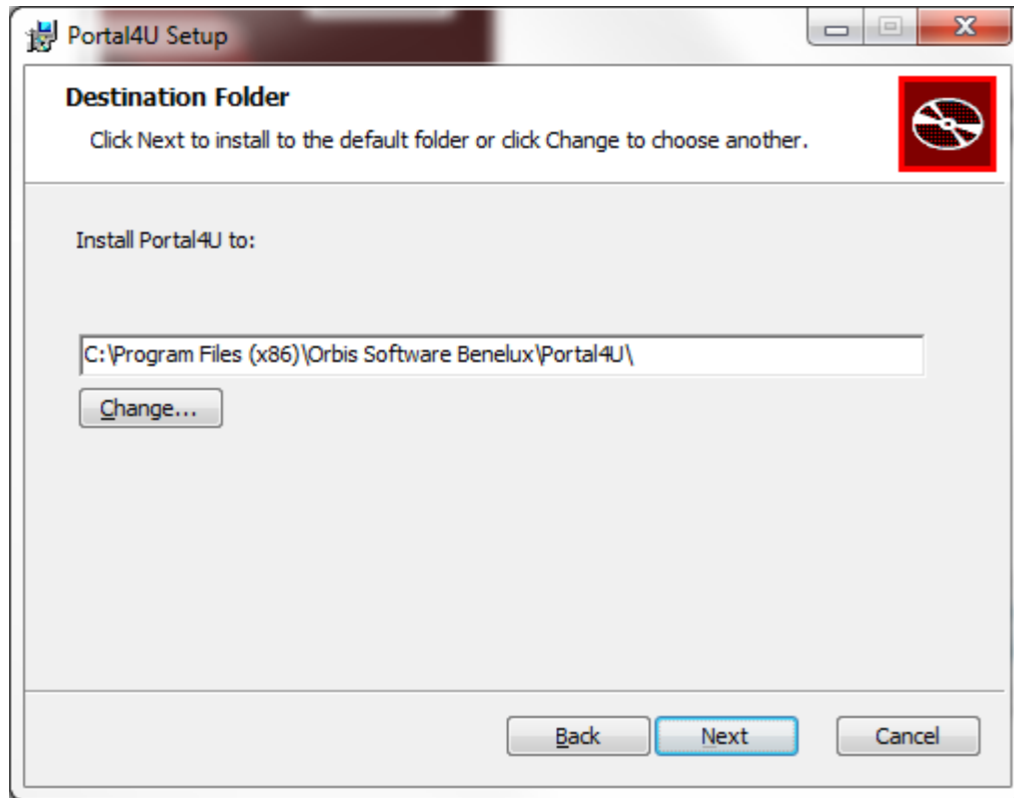 Portal4U Setup
Destination Folder
Click Next to install to the default folder or click Change to choose another.
Install Portal4U to:
C:\Program Files (x86)\Orbis Software Benelux\Portal4U\
Change...
Back
Next
Cancel